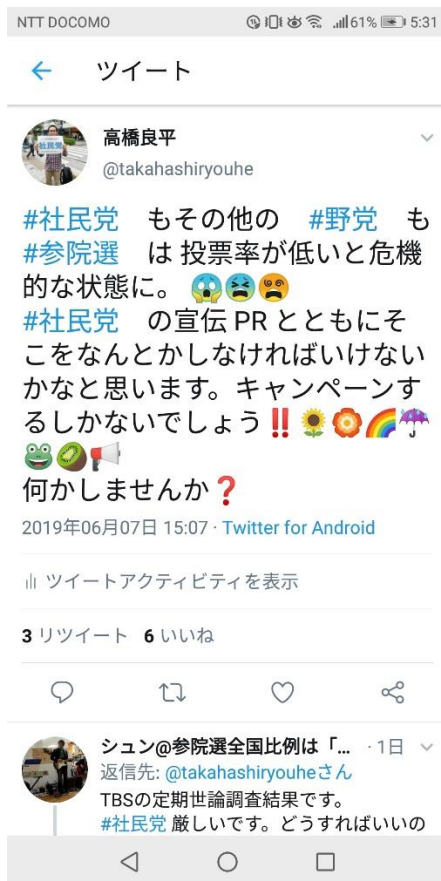 NTT DOCOMO 61% 5:31
ツイート
高橋良平
@takahashiryouhe
#社民党 もその他の #野党 も
#参院選 は 投票率が低いと危機
的な状態に。 😱😫😵
#社民党 の宣伝 PR とともにそ
こをなんとかしなければいけない
かなと思います。キャンペーンす
るしかないでしょう‼️🌻🏵️🌈☔
🐸🥝📢
何かしませんか❓
2019年06月07日 15:07 · Twitter for Android
ツイートアクティビティを表示
3 リツイート 6 いいね
シュン@参院選全国比例は「... · 1日
返信先: @takahashiryouheさん
TBSの定期世論調査結果です。
#社民党 厳しいです。どうすればいいの